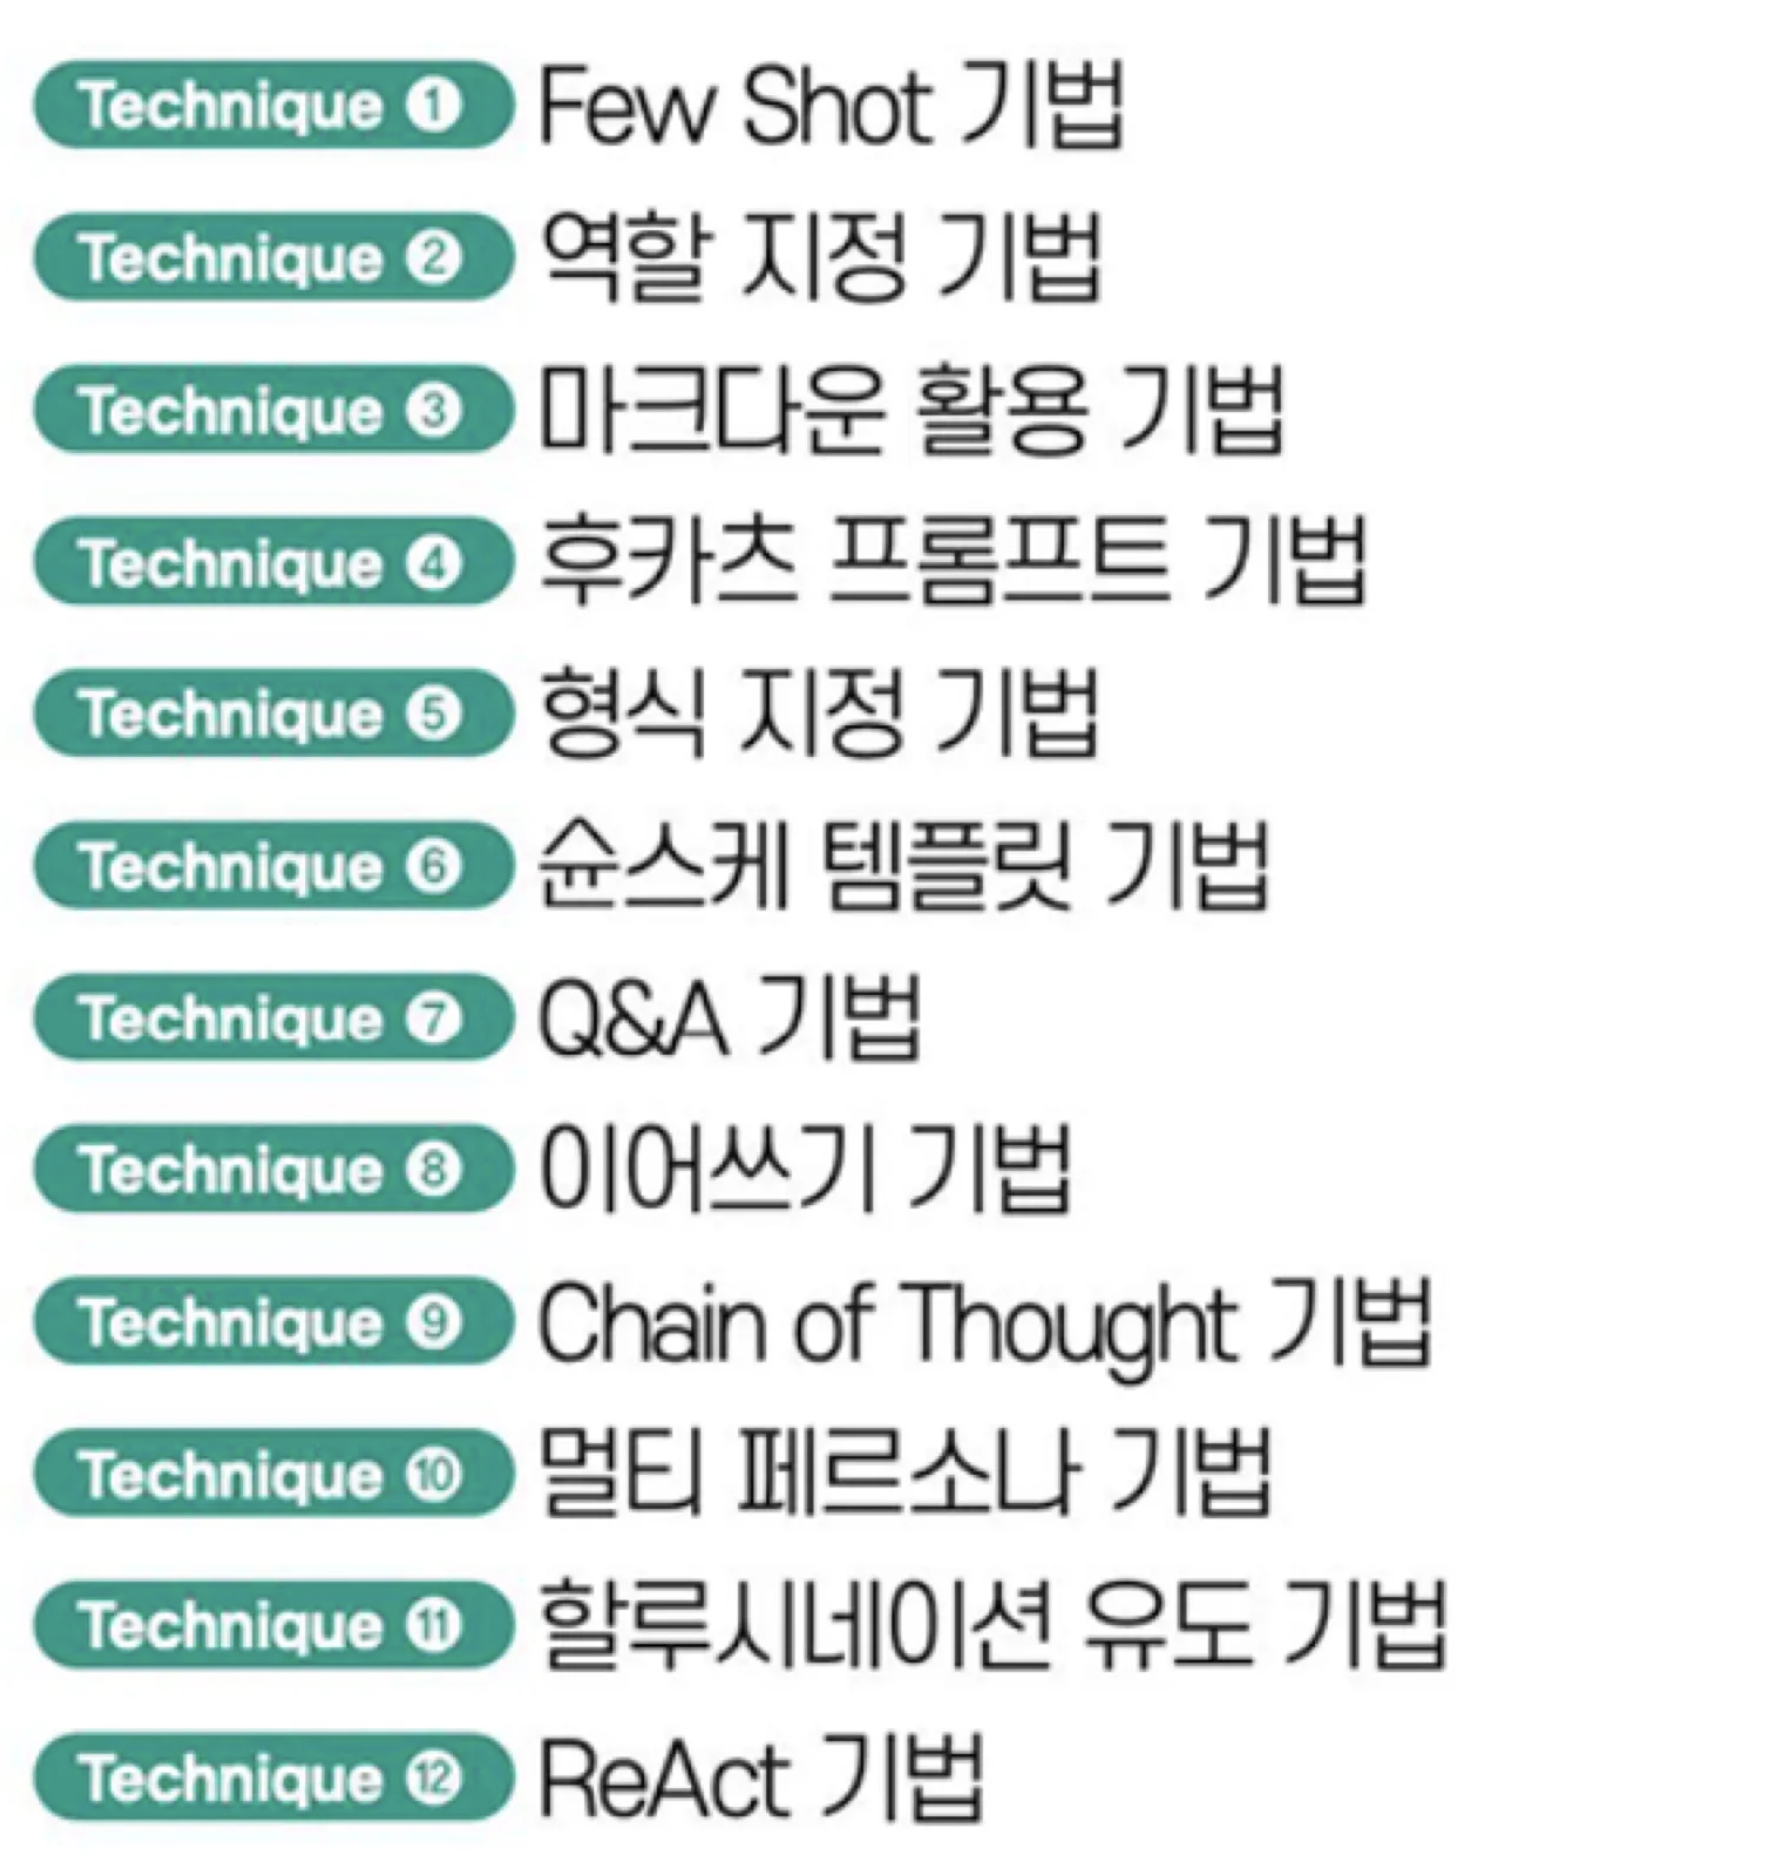 Technique 1 Few Shot 기법
Technique 2 역할 지정 기법
Technique 3 마크다운 활용 기법
Technique 4 후카츠 프롬프트 기법
Technique 5 형식 지정 기법
Technique 6 슌스케 템플릿 기법
Technique 7 Q&A 기법
Technique 8 이어쓰기 기법
Technique 9 Chain of Thought 기법
Technique 10 멀티 페르소나 기법
Technique 11 할루시네이션 유도 기법
Technique 12 ReAct 기법